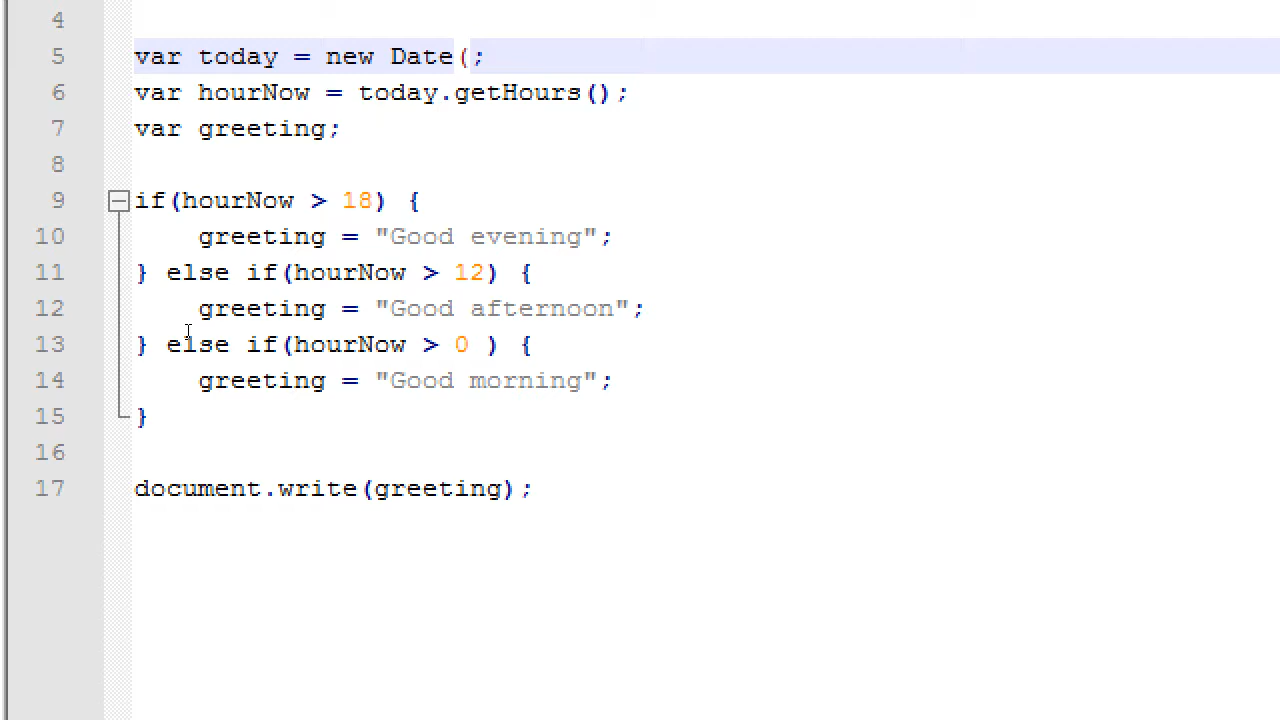 4
5 var today = new Date(;
6 var hourNow = today.getHours();
7 var greeting;
8
9 if(hourNow > 18) {
10 greeting = "Good evening";
11 } else if(hourNow > 12) {
12 greeting = "Good afternoon";
13 } else if(hourNow > 0 ) {
14 greeting = "Good morning";
15 }
16
17 document.write(greeting);